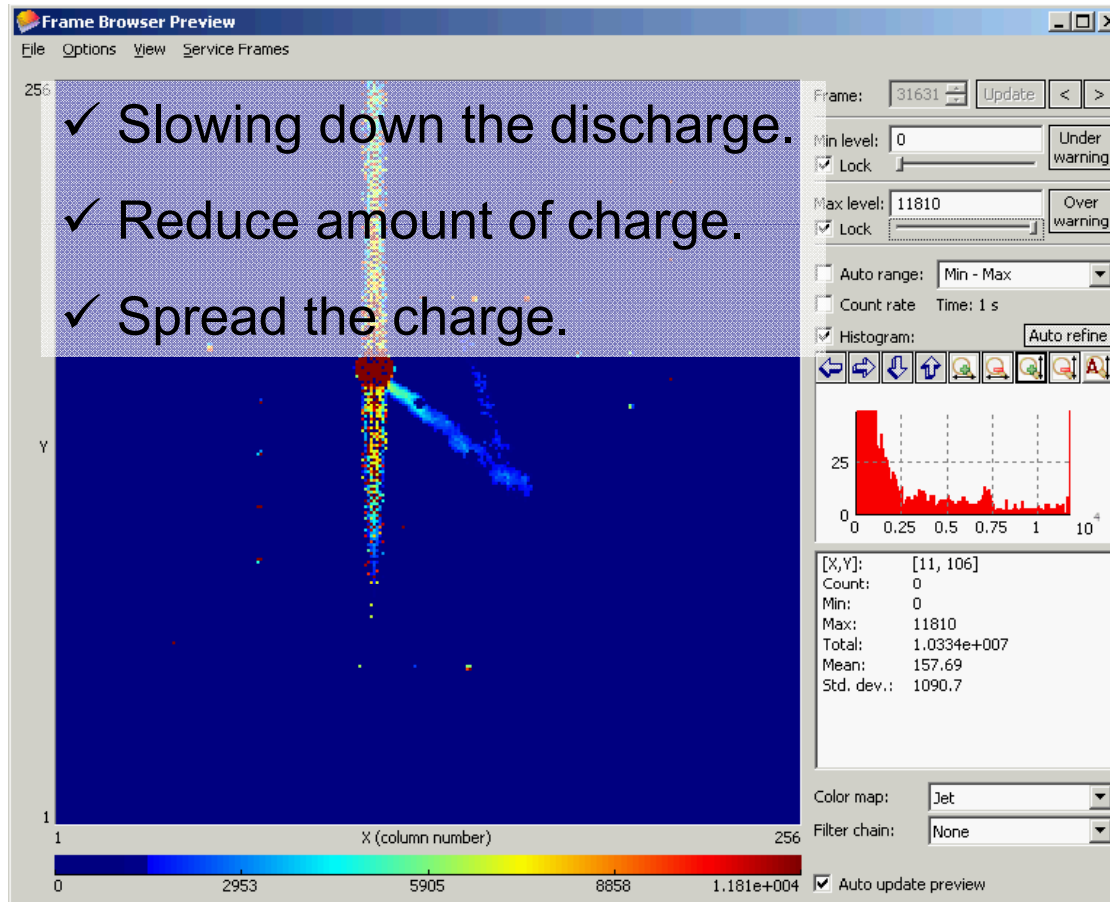 Frame Browser Preview
File Options View Service Frames
256
✓ Slowing down the discharge.
✓ Reduce amount of charge.
✓ Spread the charge.
Y
1
1 X (column number) 256
0 2953 5905 8858 1.181e+004
Frame: 31631 Update < >
Min level: 0 Under warning
Lock
Max level: 11810 Over warning
Lock
Auto range: Min - Max
Count rate Time: 1 s
Histogram: Auto refine
25
0
0 0.25 0.5 0.75 1 10^4
[X,Y]: [11, 106]
Count: 0
Min: 0
Max: 11810
Total: 1.0334e+007
Mean: 157.69
Std. dev.: 1090.7
Color map: Jet
Filter chain: None
Auto update preview